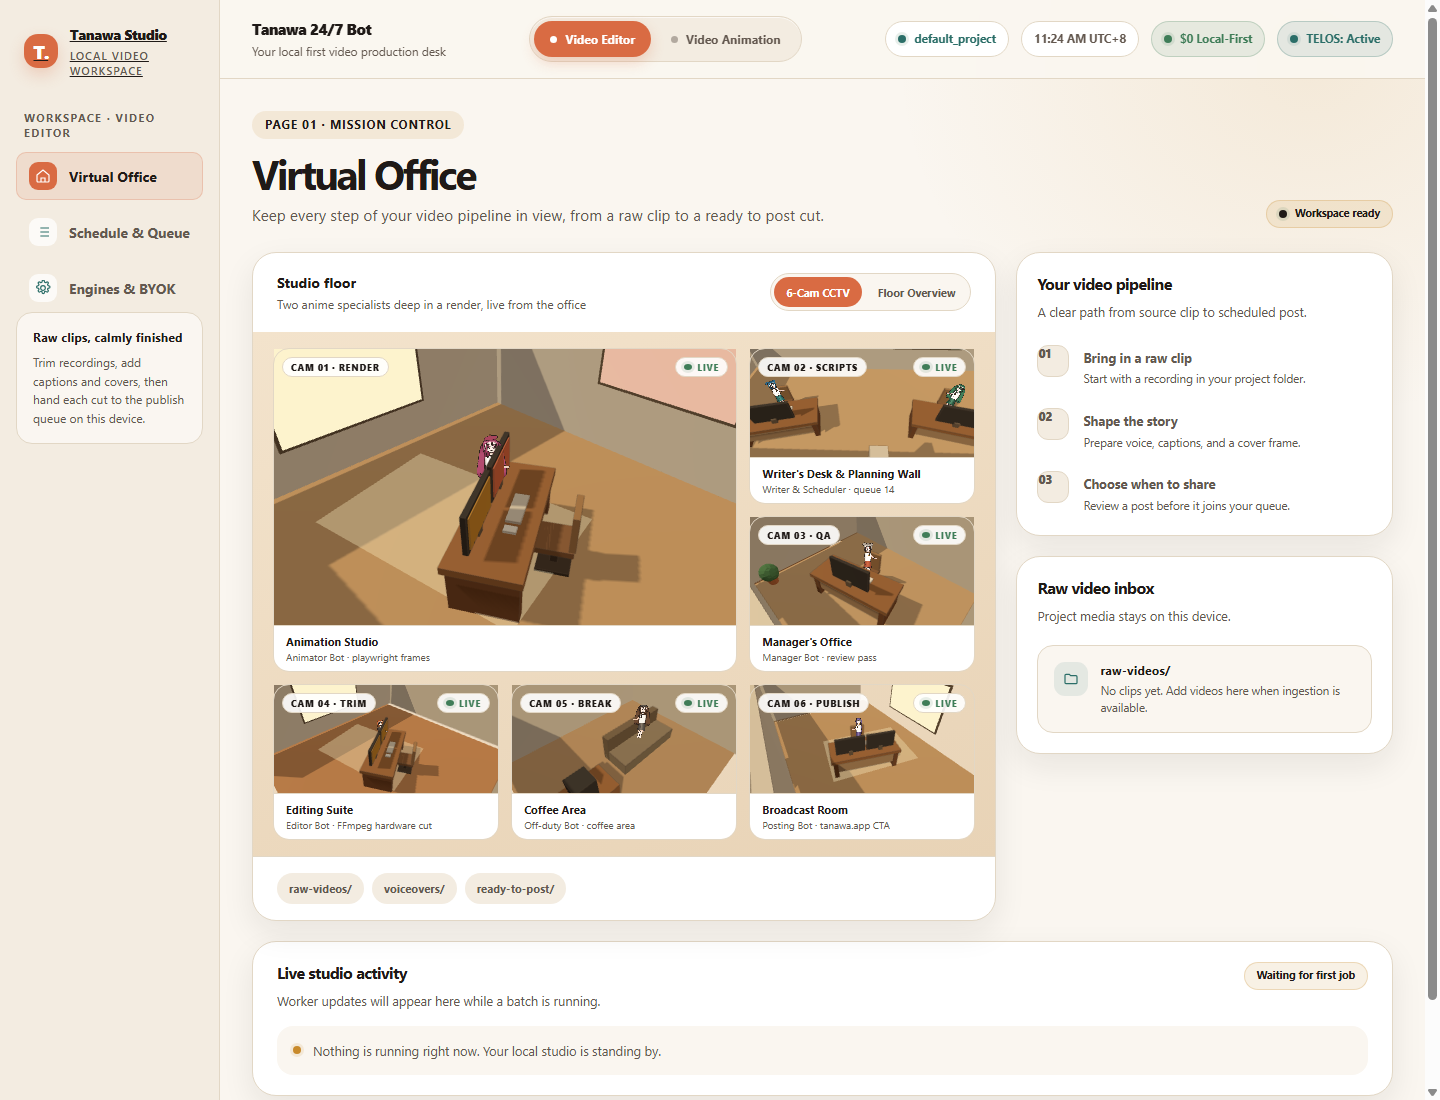 T.
Tanawa Studio
LOCAL VIDEO
WORKSPACE
WORKSPACE · VIDEO
EDITOR
Virtual Office
Schedule & Queue
Engines & BYOK
Raw clips, calmly finished
Trim recordings, add
captions and covers, then
hand each cut to the publish
queue on this device.
Tanawa 24/7 Bot
Your local first video production desk
Video Editor
Video Animation
default_project
11:24 AM UTC+8
$0 Local-First
TELOS: Active
PAGE 01 · MISSION CONTROL
Virtual Office
Keep every step of your video pipeline in view, from a raw clip to a ready to post cut.
Workspace ready
Studio floor
Two anime specialists deep in a render, live from the office
6-Cam CCTV
Floor Overview
CAM 01 · RENDER
LIVE
Animation Studio
Animator Bot · playwright frames
CAM 02 · SCRIPTS
LIVE
Writer's Desk & Planning Wall
Writer & Scheduler · queue 14
CAM 03 · QA
LIVE
Manager's Office
Manager Bot · review pass
CAM 04 · TRIM
LIVE
Editing Suite
Editor Bot · FFmpeg hardware cut
CAM 05 · BREAK
LIVE
Coffee Area
Off-duty Bot · coffee area
CAM 06 · PUBLISH
LIVE
Broadcast Room
Posting Bot · tanawa.app CTA
raw-videos/
voiceovers/
ready-to-post/
Your video pipeline
A clear path from source clip to scheduled post.
01
Bring in a raw clip
Start with a recording in your project folder.
02
Shape the story
Prepare voice, captions, and a cover frame.
03
Choose when to share
Review a post before it joins your queue.
Raw video inbox
Project media stays on this device.
raw-videos/
No clips yet. Add videos here when ingestion is
available.
Live studio activity
Worker updates will appear here while a batch is running.
Waiting for first job
Nothing is running right now. Your local studio is standing by.